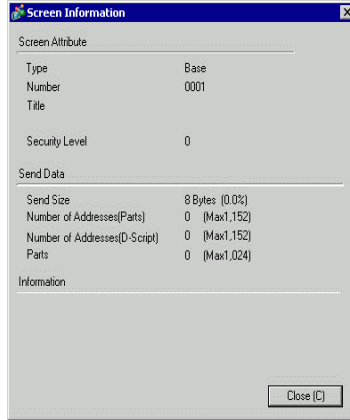 Screen Information
Screen Attribute
Type Base
Number 0001
Title
Security Level 0
Send Data
Send Size 8 Bytes (0.0%)
Number of Addresses(Parts) 0 (Max1,152)
Number of Addresses(D-Script) 0 (Max1,152)
Parts 0 (Max1,024)
Information
Close (C)